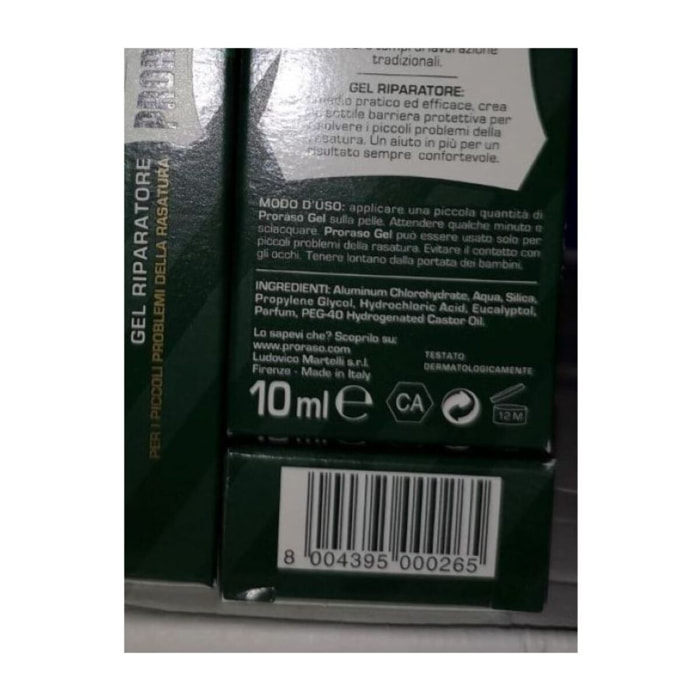 tradizionali.
GEL RIPARATORE:
pratico ed efficace, crea
sottile barriera protettiva per
i piccoli problemi della
Un aiuto in più per un
sempre confortevole.
MODO D'USO: applicare una piccola quantità di
Proraso Gel sulla pelle. Attendere qualche minuto e
sciacquare. Proraso Gel può essere usato solo per
piccoli problemi della rasatura. Evitare il contatto con
gli occhi. Tenere lontano dalla portata dei bambini.
INGREDIENTI: Aluminum Chlorohydrate, Aqua, Silica,
Propylene Glycol, Hydrochloric Acid, Eucalyptol,
Parfum, PEG-40 Hydrogenated Castor Oil.
Lo sapevi che? Scoprilo su:
www.proraso.com
Ludovico Martelli s.r.l.
Firenze - Made in Italy
TESTATO
DERMATOLOGICAMENTE
10 ml e
CA
12 M
8 004395 000265
GEL RIPARATORE
PER I PICCOLI PROBLEMI DELLA RASATURA